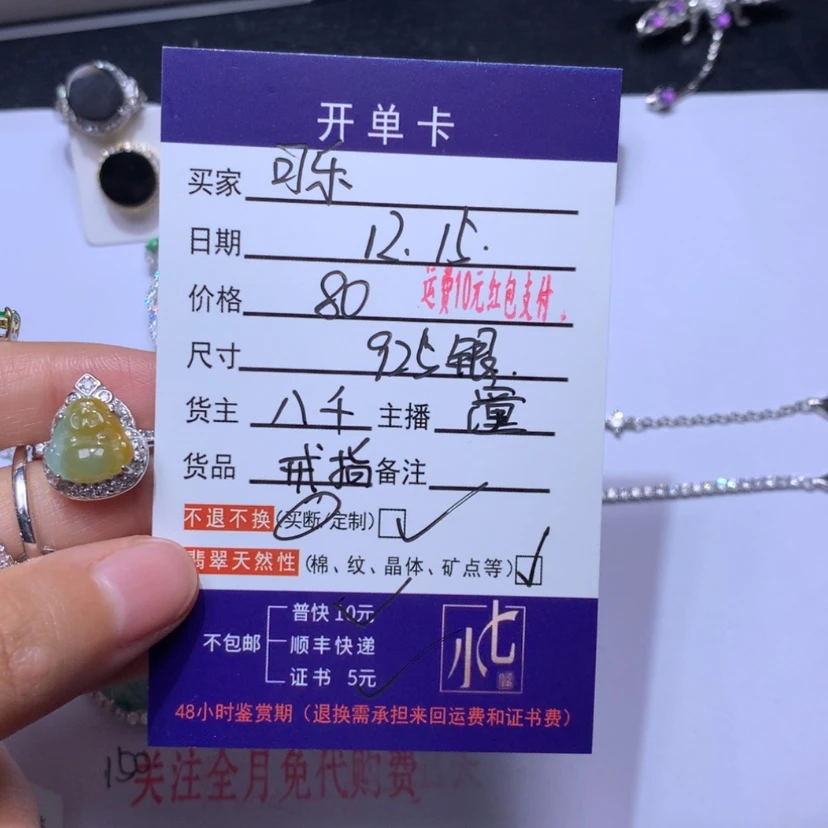 开单卡
买家 可乐
日期 12.15.
价格 80 运费10元红包支付。
尺寸 925银.
货主 八千 主播
货品 戒指 备注
不退不换(买断/定制)
翡翠天然性(棉、纹、晶体、矿点等)
不包邮
普快 10元
顺丰快递
证书 5元
小七
48小时鉴赏期（退换需承担来回运费和证书费）
150
关注全月免代购费